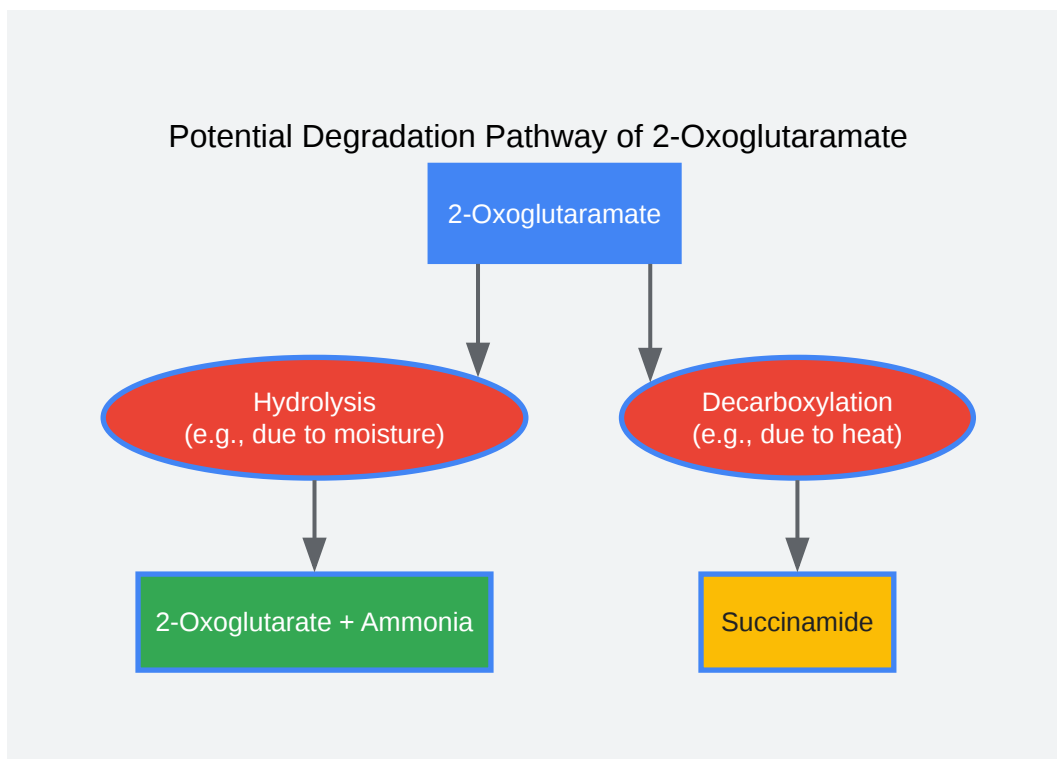 Potential Degradation Pathway of 2-Oxoglutaramate
2-Oxoglutaramate
Hydrolysis
(e.g., due to moisture)
Decarboxylation
(e.g., due to heat)
2-Oxoglutarate + Ammonia
Succinamide